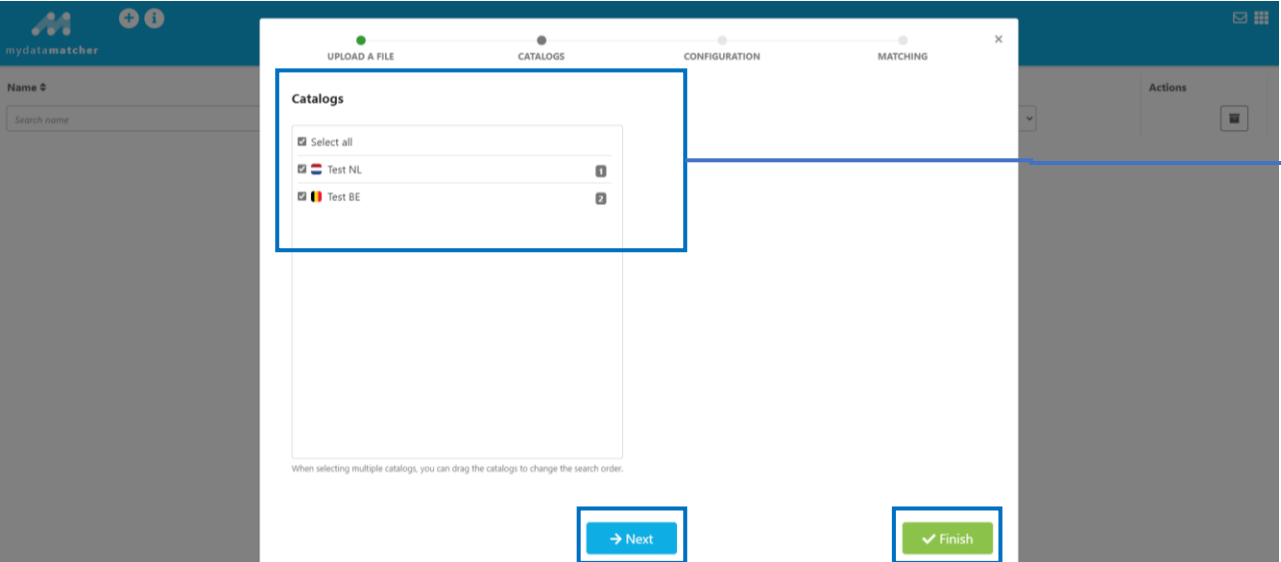 mydatamatcher
UPLOAD A FILE
CATALOGS
CONFIGURATION
MATCHING
×
Name
Actions
Search name
Catalogs
Select all
Test NL 1
Test BE 2
When selecting multiple catalogs, you can drag the catalogs to change the search order.
Next
Finish